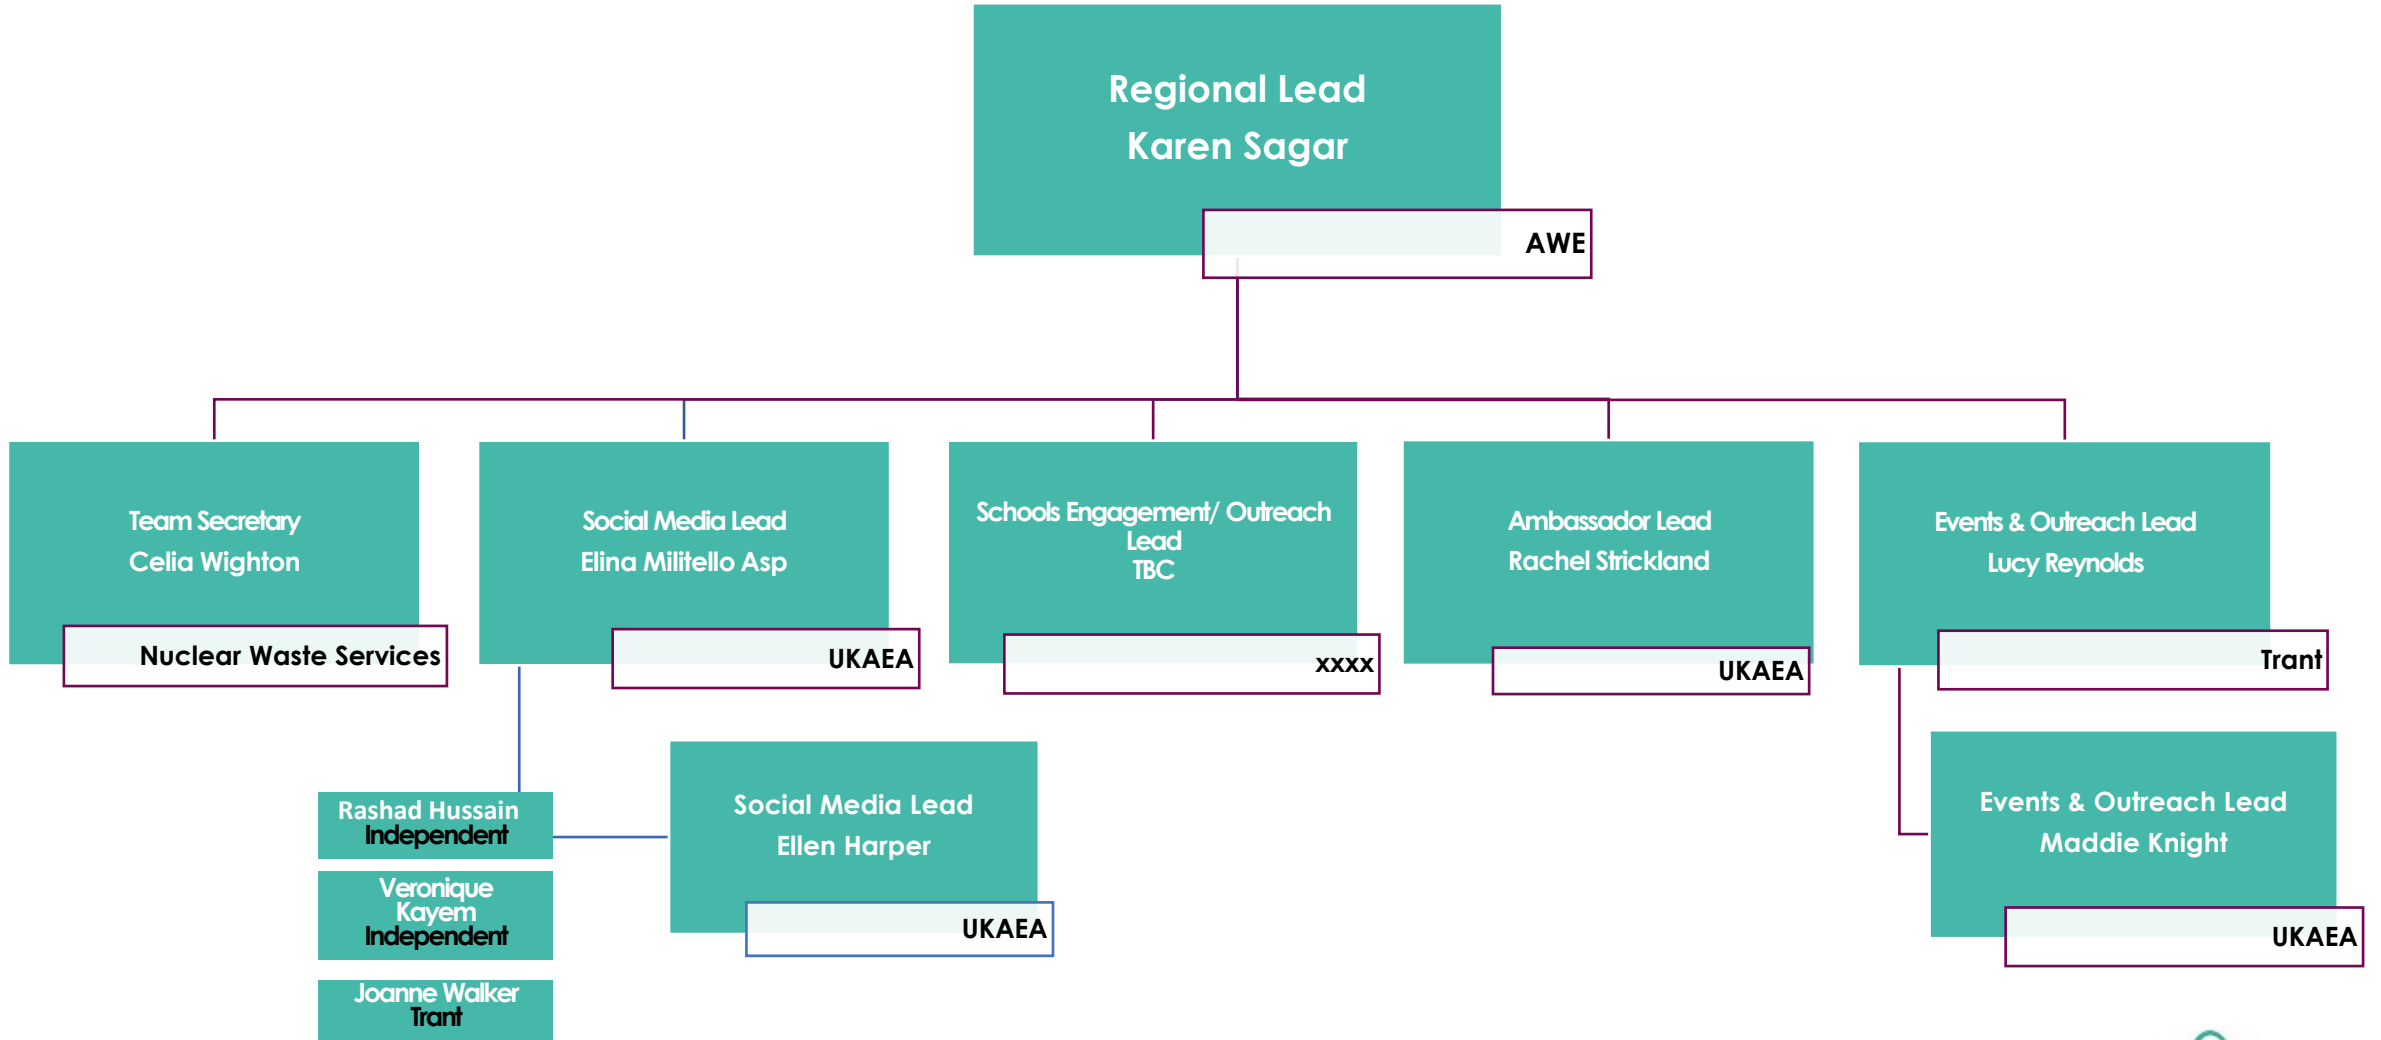 Regional Lead
Karen Sagar
AWE
Team Secretary
Celia Wighton
Nuclear Waste Services
Social Media Lead
Elina Militello Asp
UKAEA
Schools Engagement/ Outreach
Lead
TBC
xxxx
Ambassador Lead
Rachel Strickland
UKAEA
Events & Outreach Lead
Lucy Reynolds
Trant
Rashad Hussain
Independent
Veronique
Kayem
Independent
Joanne Walker
Trant
Social Media Lead
Ellen Harper
UKAEA
Events & Outreach Lead
Maddie Knight
UKAEA